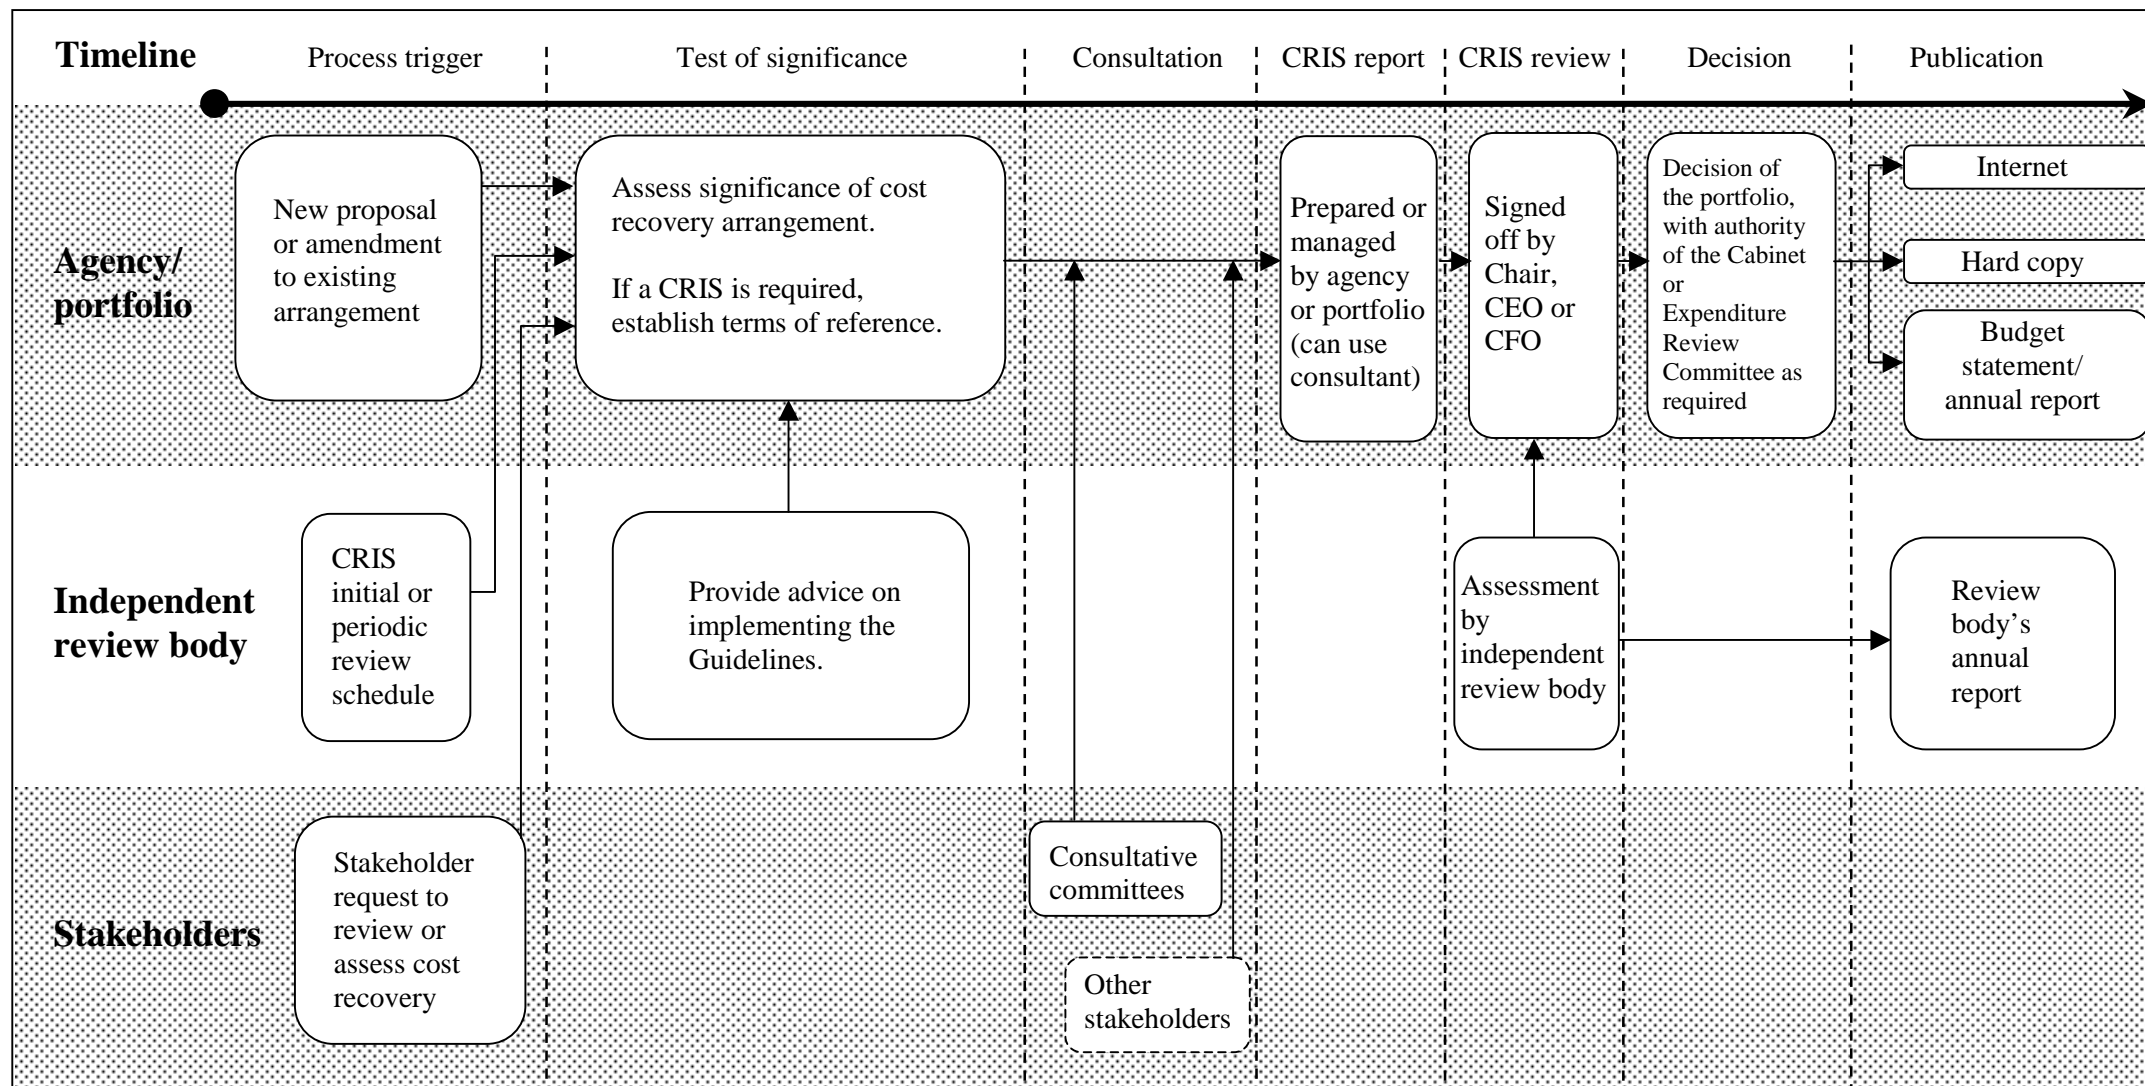 Timeline
Process trigger
Test of significance
Consultation
CRIS report
CRIS review
Decision
Publication
Agency/
portfolio
New proposal
or amendment
to existing
arrangement
Assess significance of cost
recovery arrangement.
If a CRIS is required,
establish terms of reference.
Prepared or
managed
by agency
or portfolio
(can use
consultant)
Signed
off by
Chair,
CEO or
CFO
Decision of
the portfolio,
with authority
of the Cabinet
or
Expenditure
Review
Committee as
required
Internet
Hard copy
Budget
statement/
annual report
Independent
review body
CRIS
initial or
periodic
review
schedule
Provide advice on
implementing the
Guidelines.
Assessment
by
independent
review body
Review
body's
annual
report
Stakeholders
Stakeholder
request to
review or
assess cost
recovery
Consultative
committees
Other
stakeholders